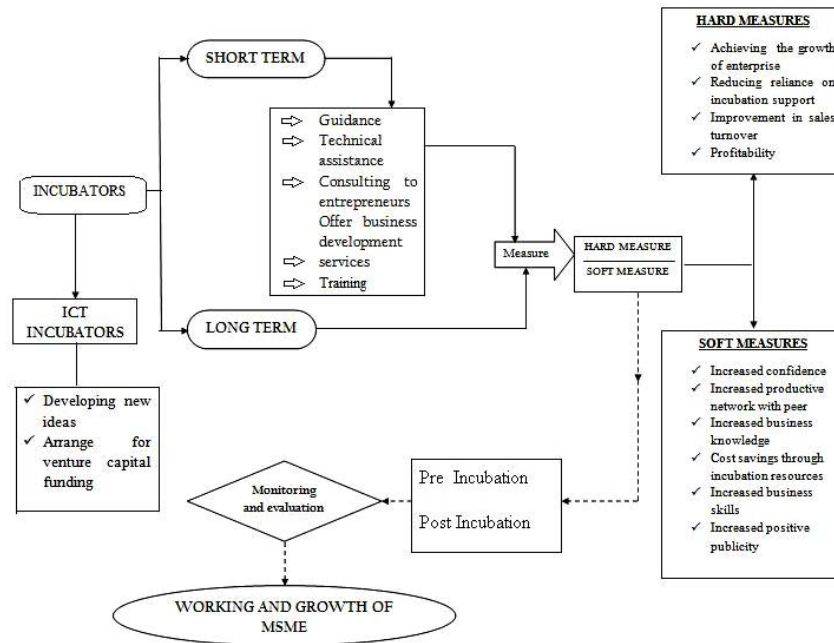 SHORT TERM
Guidance
Technical
assistance
Consulting to
entrepreneurs
Offer business
development
services
Training
INCUBATORS
ICT
INCUBATORS
Developing new
ideas
Arrange for
venture capital
funding
LONG TERM
Measure
HARD MEASURE
SOFT MEASURE
HARD MEASURES
Achieving the growth
of enterprise
Reducing reliance on
incubation support
Improvement in sales
turnover
Profitability
SOFT MEASURES
Increased confidence
Increased productive
network with peer
Increased business
knowledge
Cost savings through
incubation resources
Increased business
skills
Increased positive
publicity
Pre Incubation
Post Incubation
Monitoring
and evaluation
WORKING AND GROWTH OF
MSME